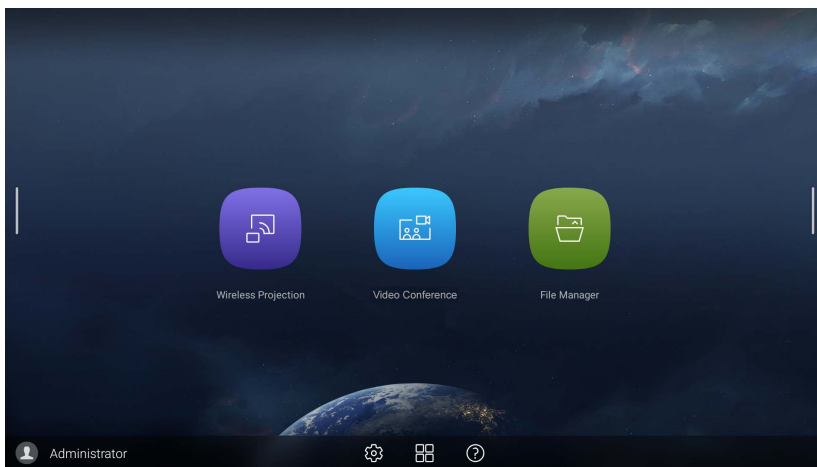 Wireless Projection
Video Conference
File Manager
Administrator